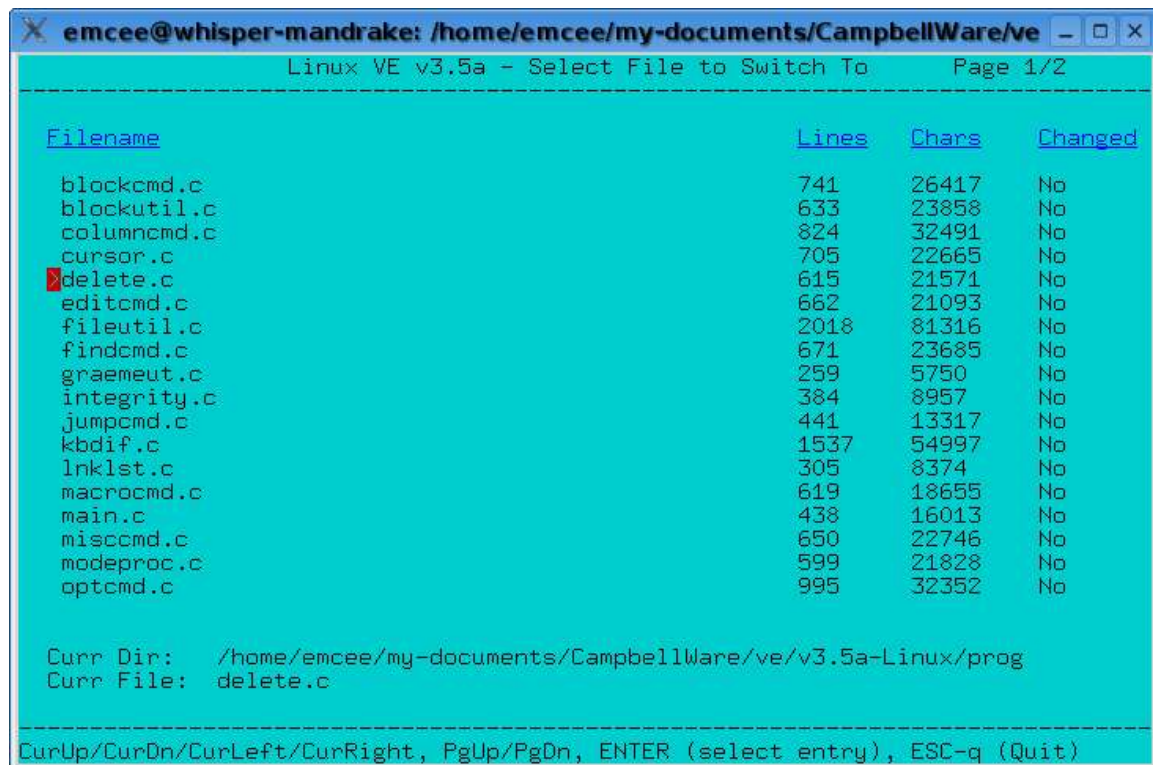 emcee@whisper-mandrake: /home/emcee/my-documents/CampbellWare/ve
Linux VE v3.5a - Select File to Switch To Page 1/2
Filename Lines Chars Changed
blockcmd.c 741 26417 No
blockutil.c 633 23858 No
columncmd.c 824 32491 No
cursor.c 705 22665 No
>delete.c 615 21571 No
editcmd.c 662 21093 No
fileutil.c 2018 81316 No
findcmd.c 671 23685 No
graemeut.c 259 5750 No
integrity.c 384 8957 No
jumpcmd.c 441 13317 No
kbdif.c 1537 54997 No
lnklst.c 305 8374 No
macrocmd.c 619 18655 No
main.c 438 16013 No
misccmd.c 650 22746 No
modeproc.c 599 21828 No
optcmd.c 995 32352 No
Curr Dir: /home/emcee/my-documents/CampbellWare/ve/v3.5a-Linux/prog
Curr File: delete.c
CurUp/CurDn/CurLeft/CurRight, PgUp/PgDn, ENTER (select entry), ESC-q (Quit)